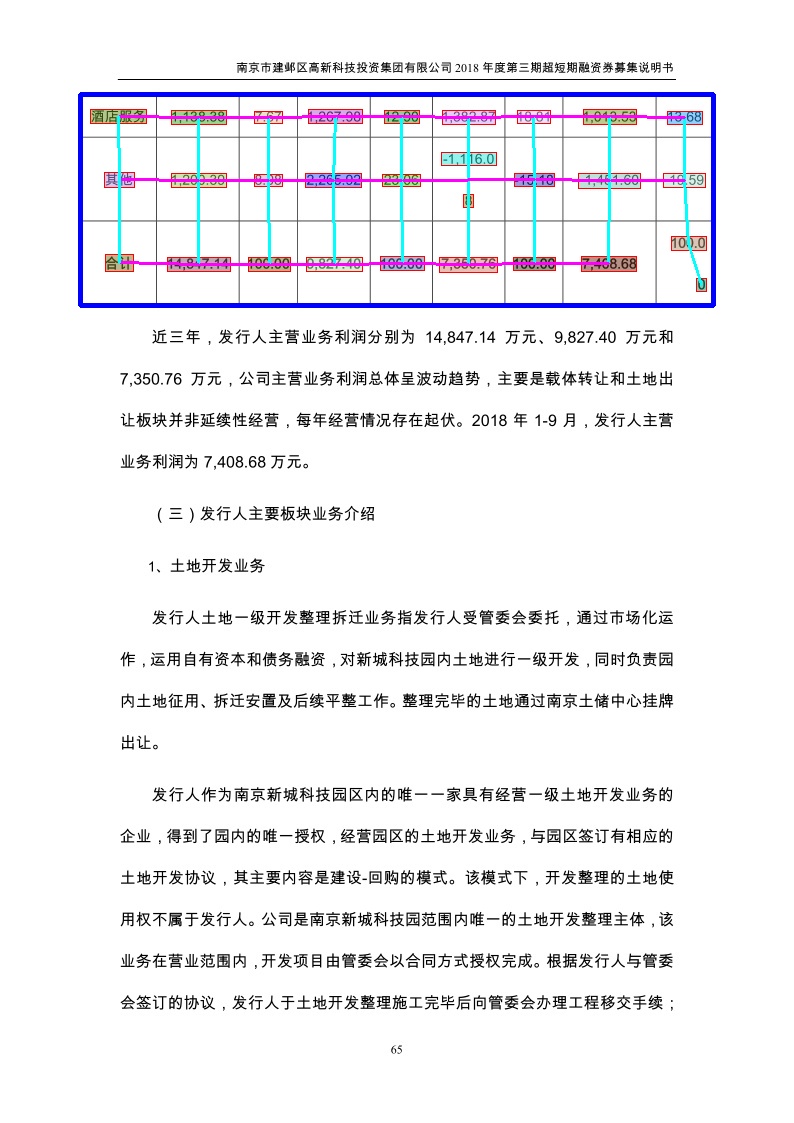 南京市建邺区高新科技投资集团有限公司 2018 年度第三期超短期融资券募集说明书
酒店服务 1,138.38 7.67 1,267.98 12.90 1,382.87 18.81 1,013.53 13.68
其他 -1,116.08 -15.18
合计 14,847.14 100.00 9,827.40 100.00 7,350.76 100.00 7,408.68 100.00
近三年，发行人主营业务利润分别为 14,847.14 万元、9,827.40 万元和
7,350.76 万元，公司主营业务利润总体呈波动趋势，主要是载体转让和土地出
让板块并非延续性经营，每年经营情况存在起伏。2018 年 1-9 月，发行人主营
业务利润为 7,408.68 万元。
（三）发行人主要板块业务介绍
1、土地开发业务
发行人土地一级开发整理拆迁业务指发行人受管委会委托，通过市场化运
作，运用自有资本和债务融资，对新城科技园内土地进行一级开发，同时负责园
内土地征用、拆迁安置及后续平整工作。整理完毕的土地通过南京土储中心挂牌
出让。
发行人作为南京新城科技园区内的唯一一家具有经营一级土地开发业务的
企业，得到了园内的唯一授权，经营园区的土地开发业务，与园区签订有相应的
土地开发协议，其主要内容是建设-回购的模式。该模式下，开发整理的土地使
用权不属于发行人。公司是南京新城科技园范围内唯一的土地开发整理主体，该
业务在营业范围内，开发项目由管委会以合同方式授权完成。根据发行人与管委
会签订的协议，发行人于土地开发整理施工完毕后向管委会办理工程移交手续；
65